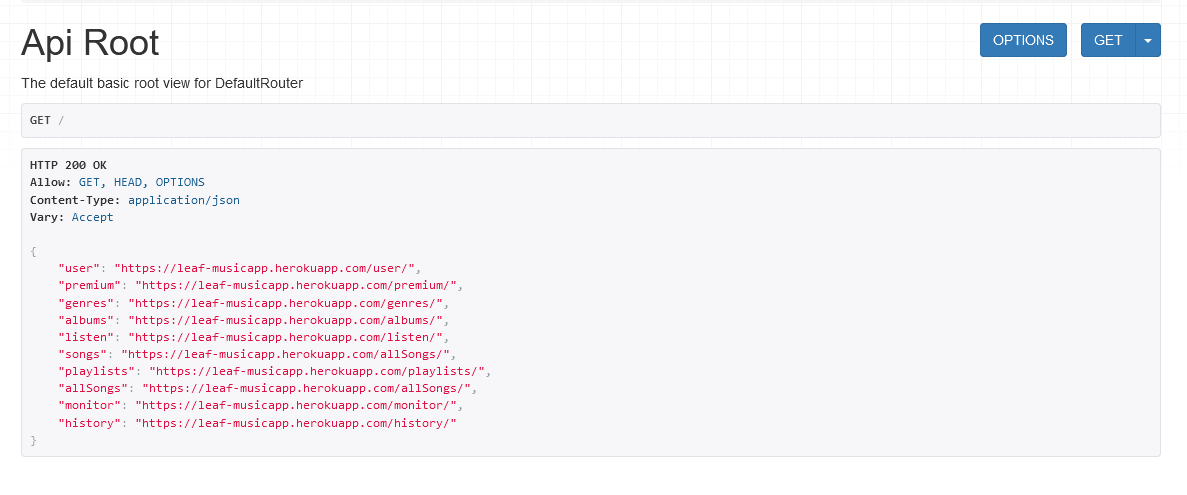 Api Root
OPTIONS
GET
The default basic root view for DefaultRouter
GET /
HTTP 200 OK
Allow: GET, HEAD, OPTIONS
Content-Type: application/json
Vary: Accept
{
    "user": "https://leaf-musicapp.herokuapp.com/user/",
    "premium": "https://leaf-musicapp.herokuapp.com/premium/",
    "genres": "https://leaf-musicapp.herokuapp.com/genres/",
    "albums": "https://leaf-musicapp.herokuapp.com/albums/",
    "listen": "https://leaf-musicapp.herokuapp.com/listen/",
    "songs": "https://leaf-musicapp.herokuapp.com/allSongs/",
    "playlists": "https://leaf-musicapp.herokuapp.com/playlists/",
    "allSongs": "https://leaf-musicapp.herokuapp.com/allSongs/",
    "monitor": "https://leaf-musicapp.herokuapp.com/monitor/",
    "history": "https://leaf-musicapp.herokuapp.com/history/"
}